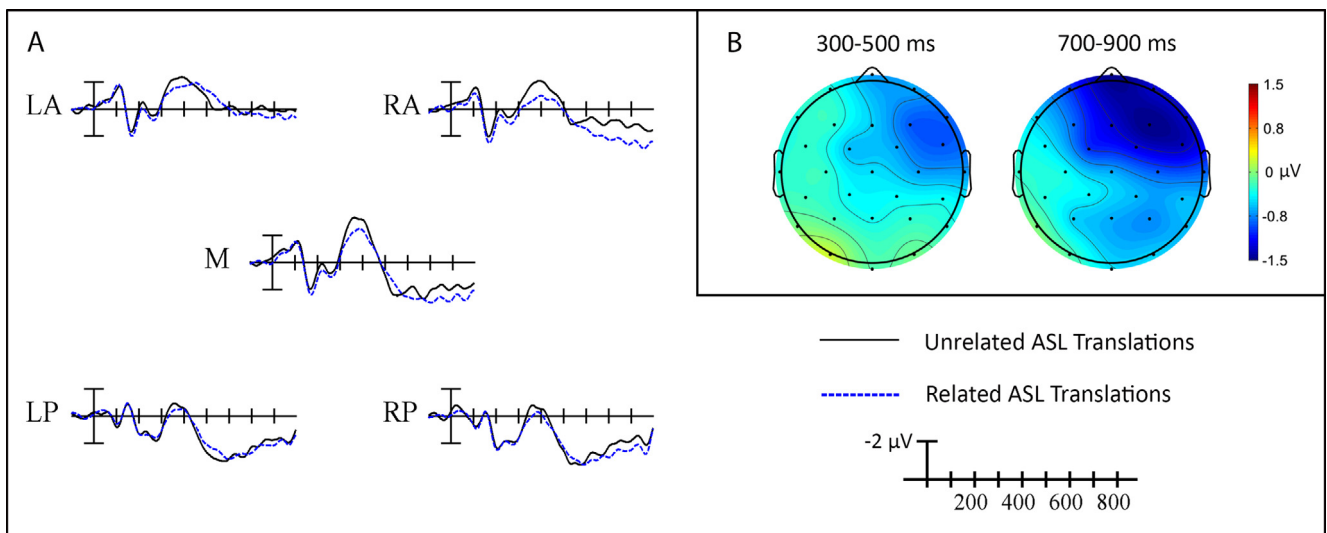 A
LA
RA
M
LP
RP
B
300-500 ms
700-900 ms
1.5
0.8
0 μV
-0.8
-1.5
Unrelated ASL Translations
Related ASL Translations
-2 μV
200 400 600 800